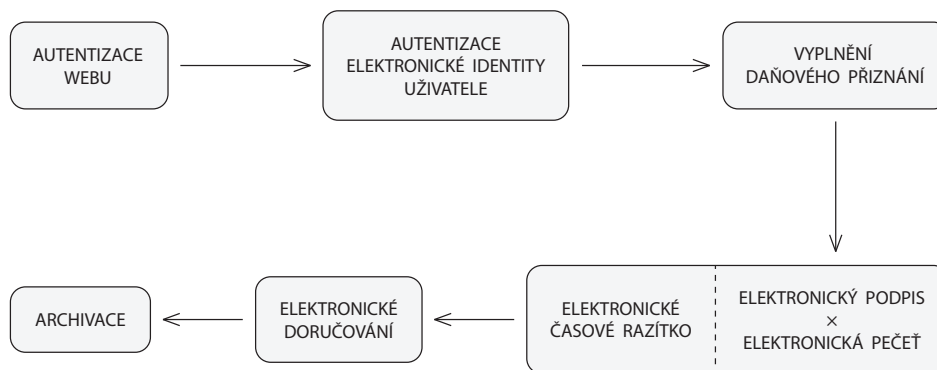 AUTENTIZACE
WEBU
AUTENTIZACE
ELEKTRONICKÉ IDENTITY
UŽIVATELE
VYPLNĚNÍ
DAŇOVÉHO PŘIZNÁNÍ
ARCHIVACE
ELEKTRONICKÉ
DORUČOVÁNÍ
ELEKTRONICKÉ
ČASOVÉ RAZÍTKO
ELEKTRONICKÝ PODPIS
×
ELEKTRONICKÁ PEČEŤ